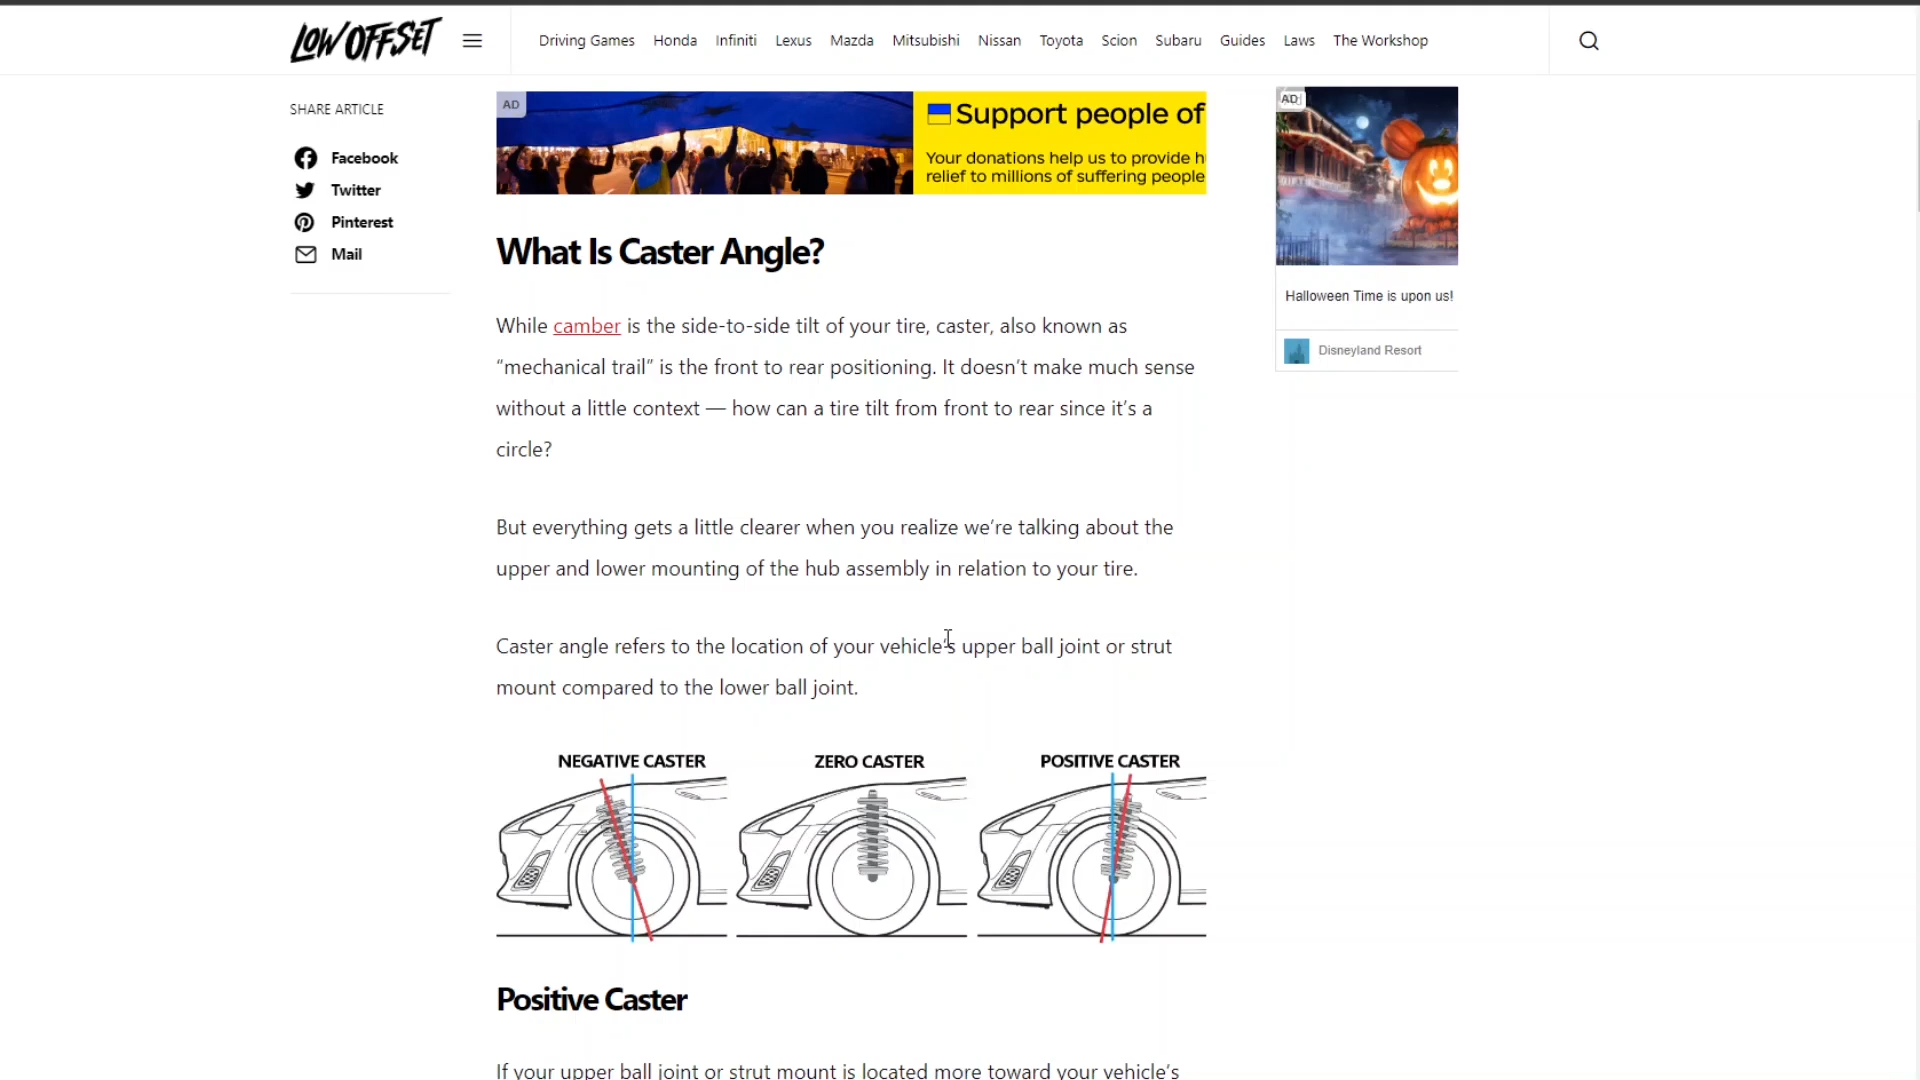 LOW OFFSET
Driving Games Honda Infiniti Lexus Mazda Mitsubishi Nissan Toyota Scion Subaru Guides Laws The Workshop
SHARE ARTICLE
Facebook
Twitter
Pinterest
Mail
AD
Support people of
Your donations help us to provide h
relief to millions of suffering people
What Is Caster Angle?
While camber is the side-to-side tilt of your tire, caster, also known as
“mechanical trail” is the front to rear positioning. It doesn’t make much sense
without a little context — how can a tire tilt from front to rear since it’s a
circle?
But everything gets a little clearer when you realize we’re talking about the
upper and lower mounting of the hub assembly in relation to your tire.
Caster angle refers to the location of your vehicle’s upper ball joint or strut
mount compared to the lower ball joint.
NEGATIVE CASTER ZERO CASTER POSITIVE CASTER
Positive Caster
If your upper ball joint or strut mount is located more toward your vehicle’s
AD
Halloween Time is upon us!
Disneyland Resort